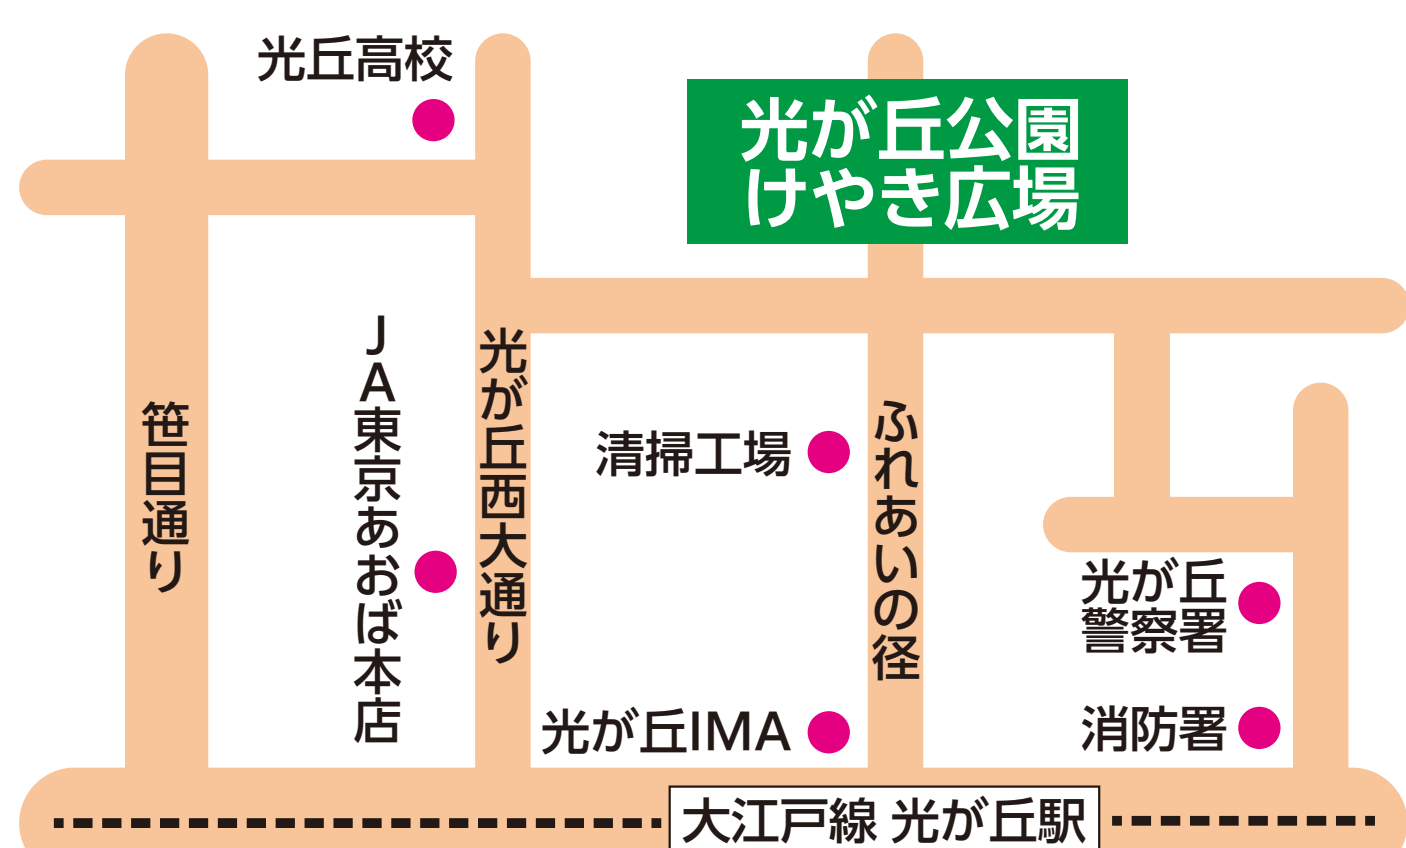 光丘高校
光が丘公園
けやき広場
笹目通り
JA東京あおば本店
光が丘西大通り
清掃工場
ふれあいの径
光が丘
警察署
光が丘IMA
消防署
大江戸線 光が丘駅